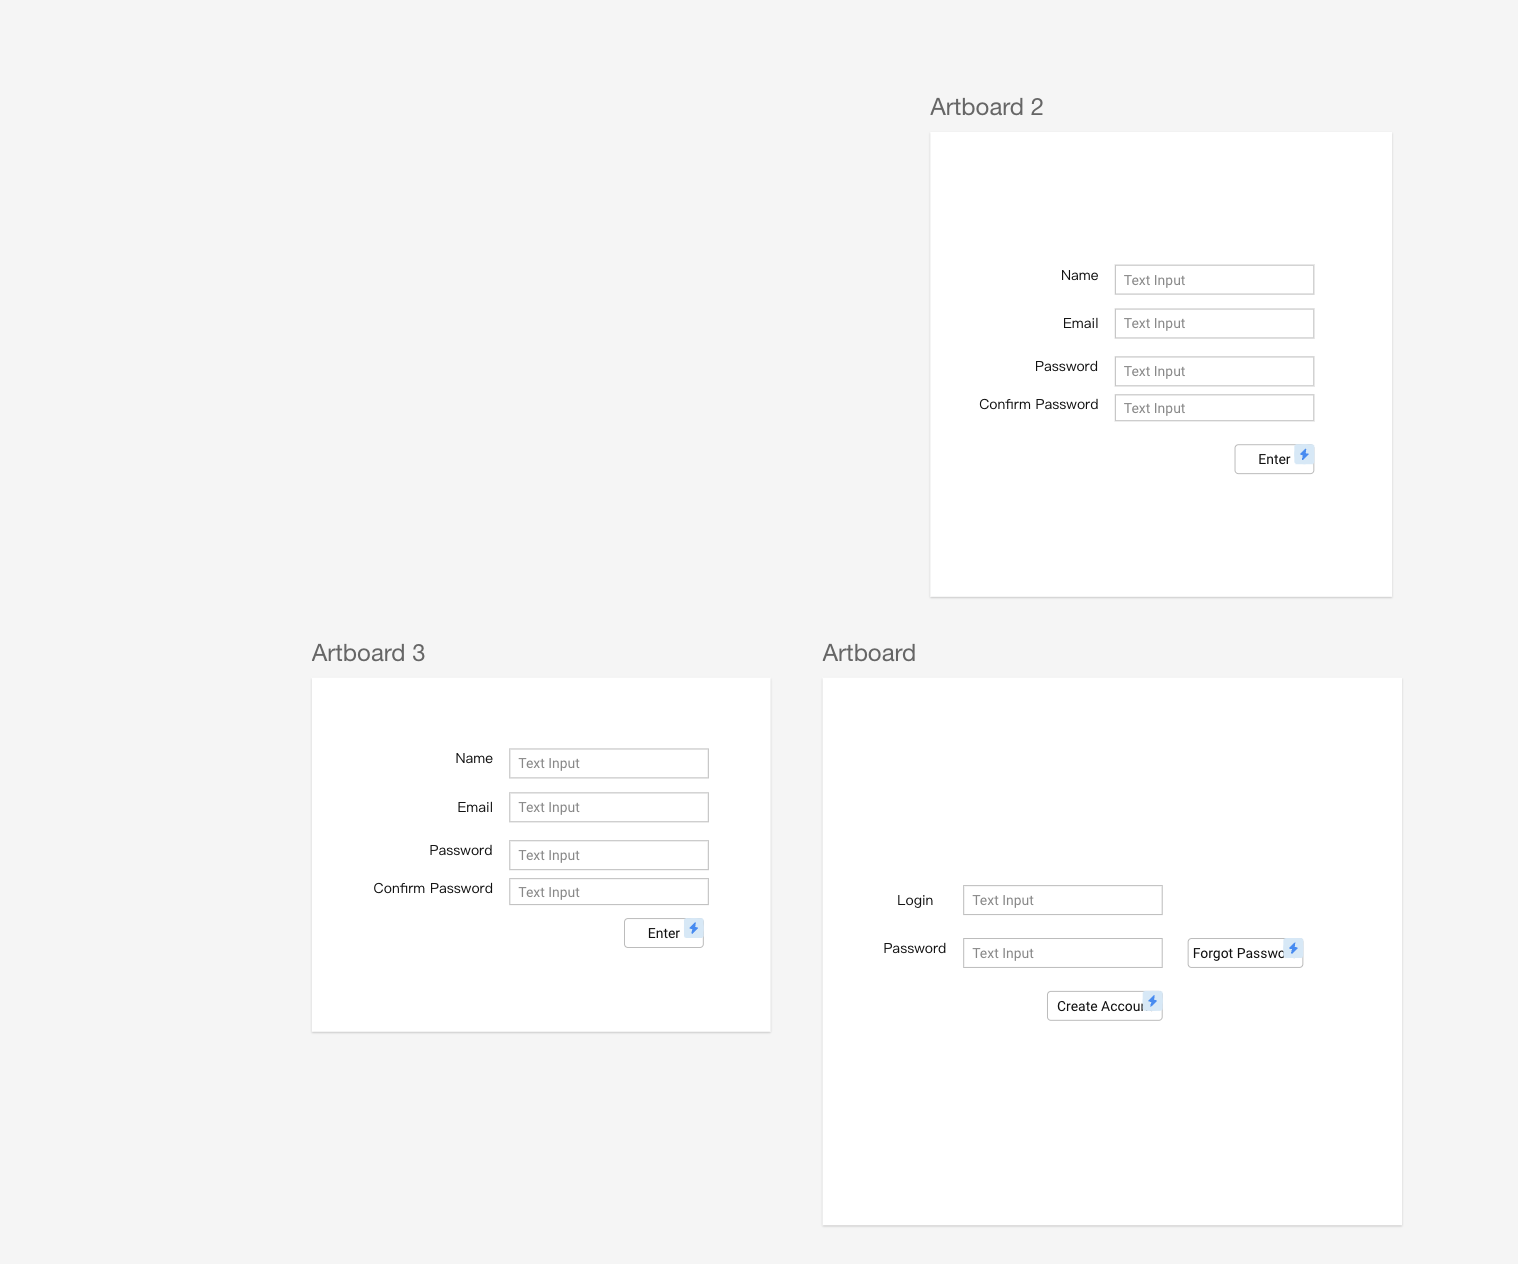 Artboard 2
Name Text Input
Email Text Input
Password Text Input
Confirm Password Text Input
Enter
Artboard 3
Name Text Input
Email Text Input
Password Text Input
Confirm Password Text Input
Enter
Artboard
Login Text Input
Password Text Input Forgot Passwo
Create Accou